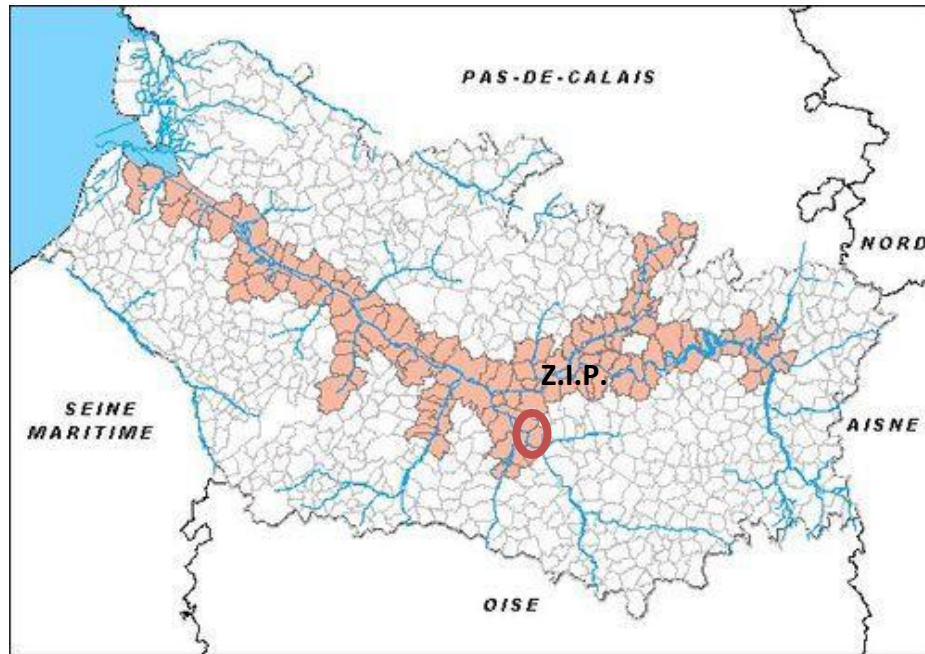 PAS-DE-CALAIS
NORD
Z.I.P.
SEINE
MARITIME
AISNE
OISE